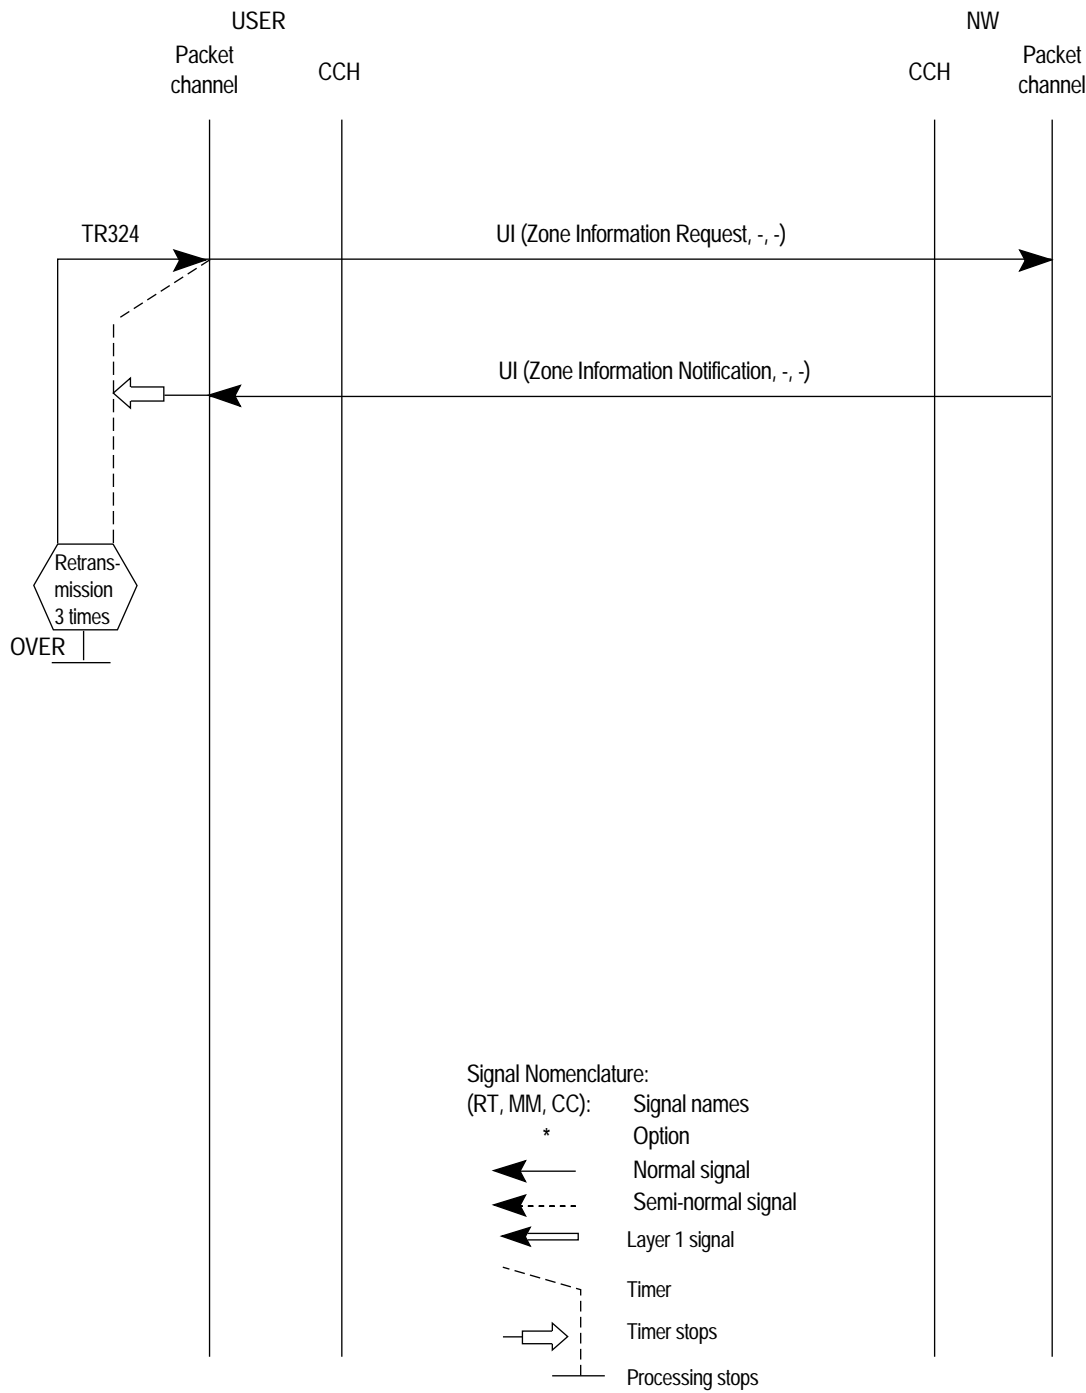 USER
NW
Packet
channel
CCH
CCH
Packet
channel
TR324
UI (Zone Information Request, -, -)
UI (Zone Information Notification, -, -)
Retrans-
mission
3 times
OVER
Signal Nomenclature:
(RT, MM, CC): Signal names
* Option
Normal signal
Semi-normal signal
Layer 1 signal
Timer
Timer stops
Processing stops